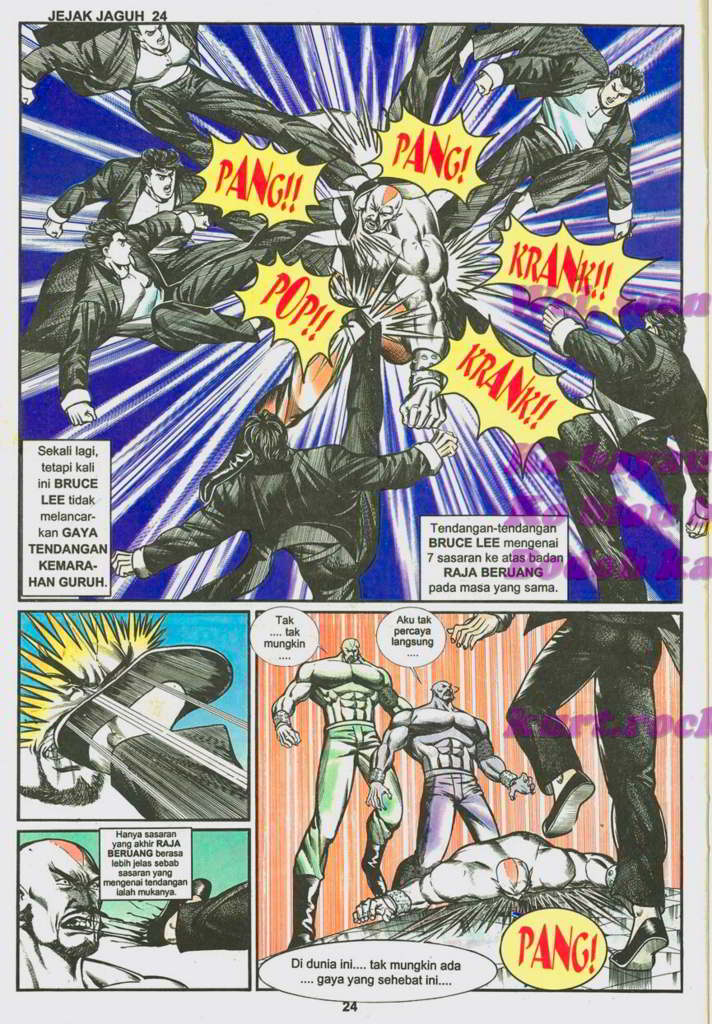 JEJAK JAGUH 24
PANG!!
PANG!
KRANK!!
POP!!
KRANK!!
Sekali lagi,
tetapi kali
ini BRUCE
LEE tidak
melancar-
kan GAYA
TENDANGAN
KEMARA-
HAN GURUH.
Tendangan-tendangan
BRUCE LEE mengenai
7 sasaran ke atas badan
RAJA BERUANG
pada masa yang sama.
Hanya sasaran
yang akhir RAJA
BERUANG berasa
lebih jelas sebab
sasaran yang
mengenai tendangan
ialah mukanya.
Tak
.... tak
mungkin
....
Aku tak
percaya
langsung
...
PANG!
Di dunia ini.... tak mungkin ada
.... gaya yang sehebat ini....
kurt.rock
24